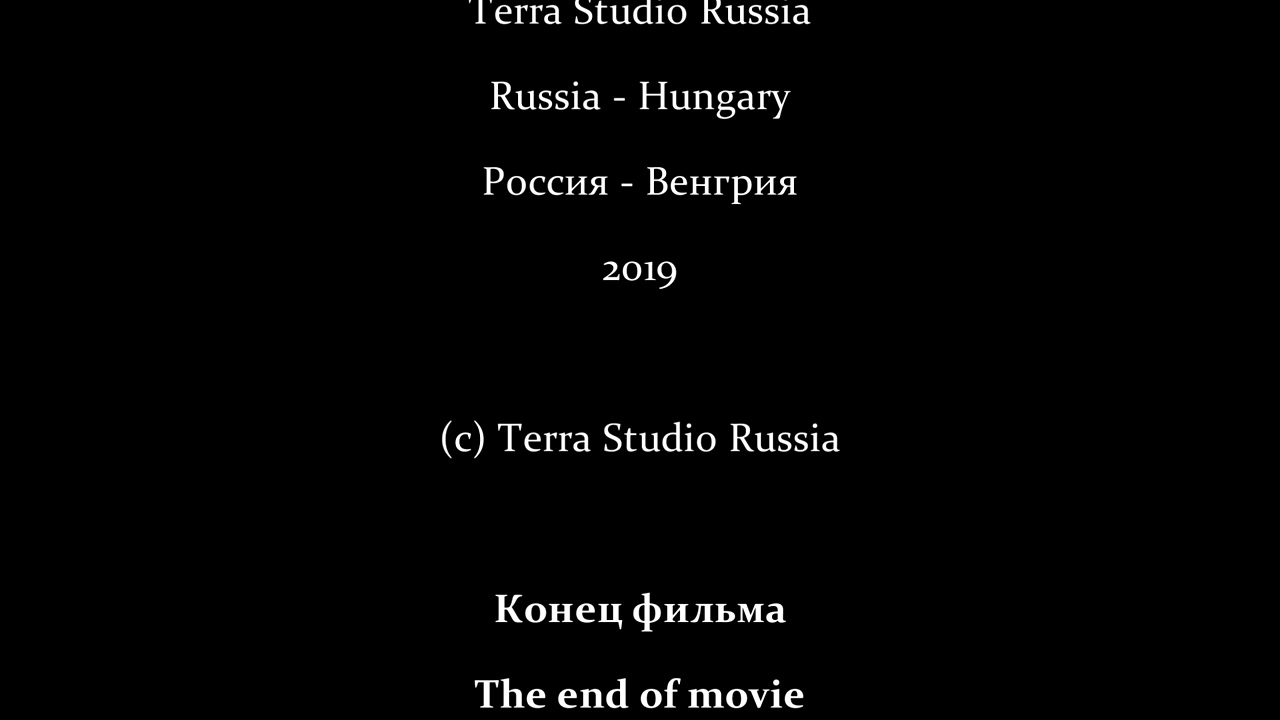 Terra Studio Russia
Russia - Hungary
Россия - Венгрия
2019
(c) Terra Studio Russia
Конец фильма
The end of movie